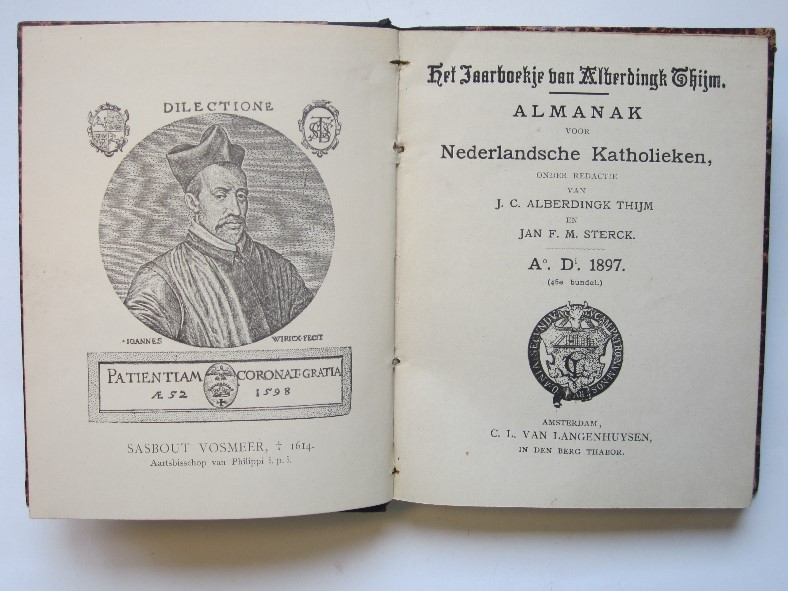 DILECTIONE
IOANNES WIRICX·FECIT
PATIENTIAM CORONAT·GRATIA
Æ 52 1598
SASBOUT VOSMEER, ‡ 1614.
Aartsbisschop van Philippi i. p. i.
Het Jaarboekje van Alberdingk Thijm.
ALMANAK
VOOR
Nederlandsche Katholieken,
ONDER REDACTIE
VAN
J. C. ALBERDINGK THIJM
EN
JAN F. M. STERCK.
Aº. Dⁱ. 1897.
(46e bundel.)
AMSTERDAM,
C. L. VAN LANGENHUYSEN,
IN DEN BERG THABOR.